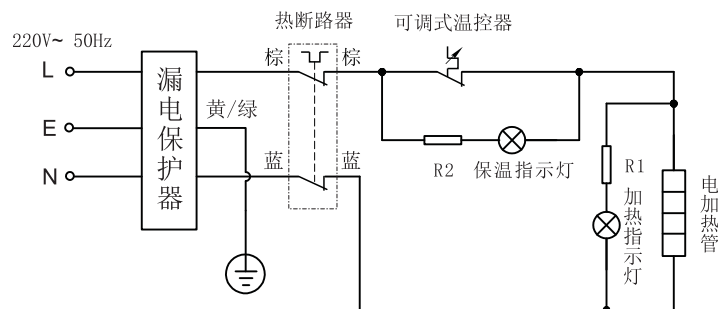 热断路器
可调式温控器
220V~ 50Hz
棕
棕
L
漏电保护器
黄/绿
E
R2
保温指示灯
R1
蓝
蓝
N
加热指示灯
电加热管